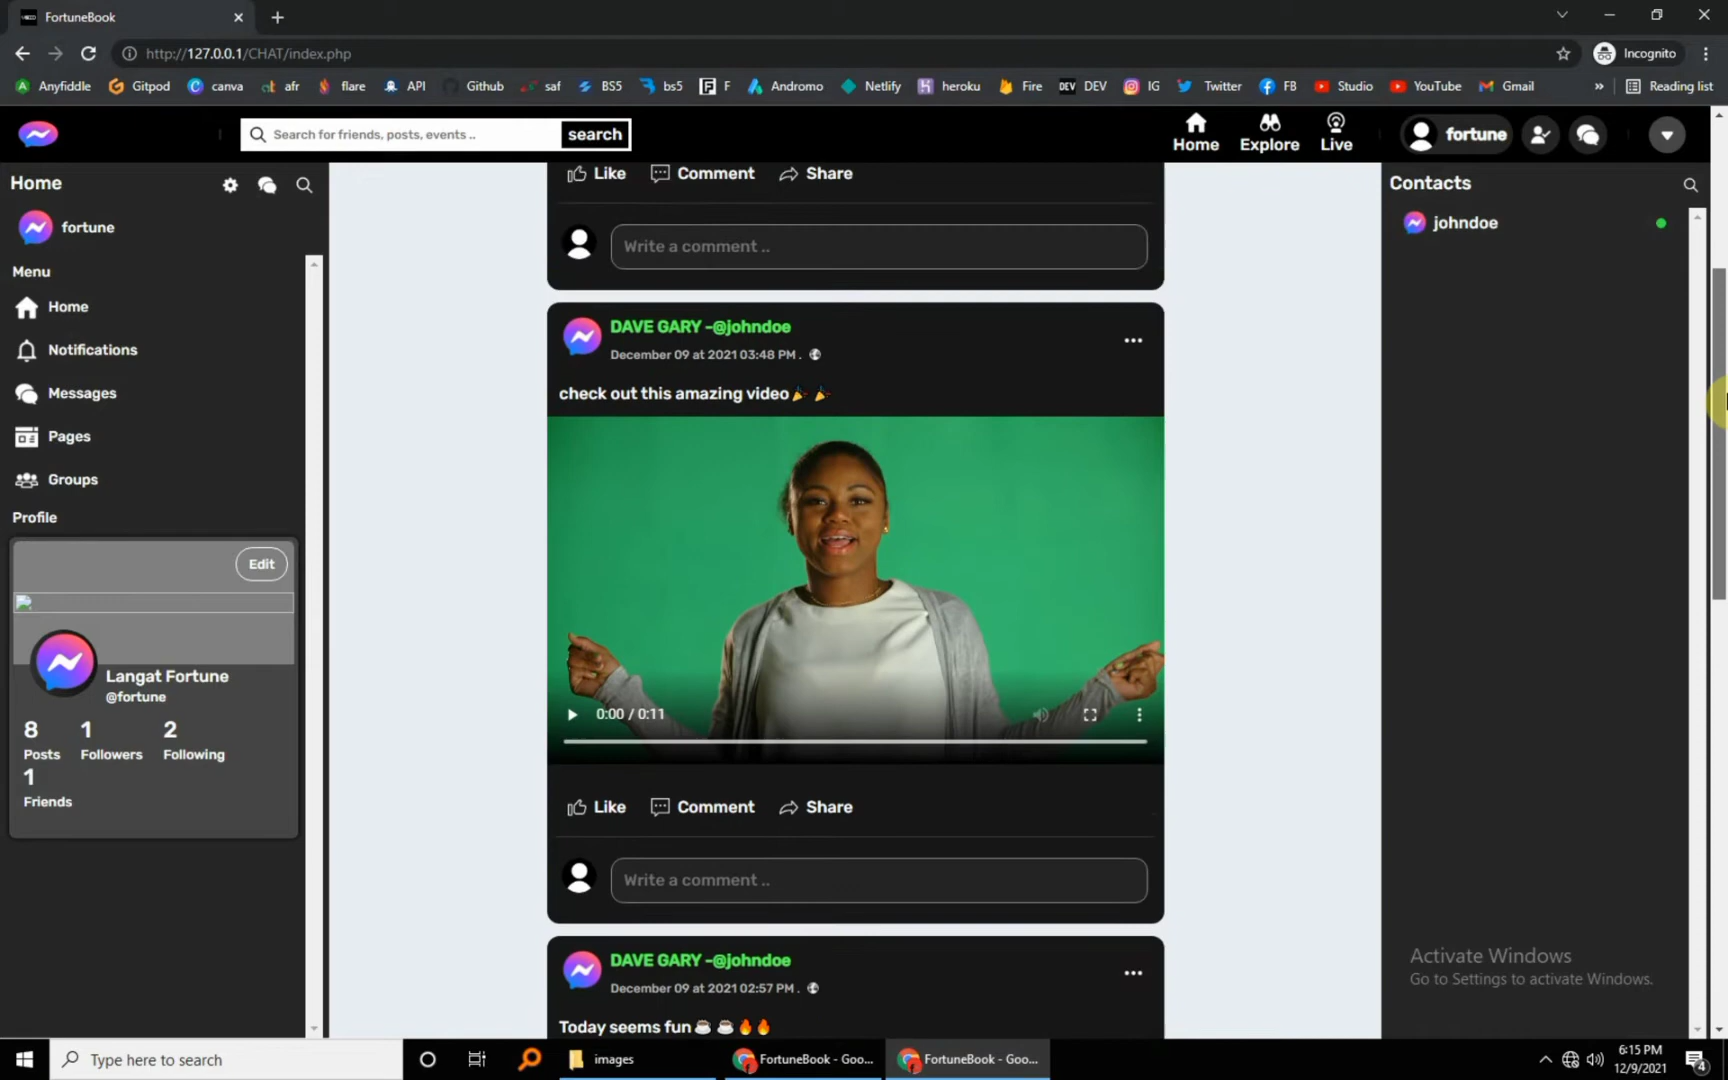 FortuneBook
http://127.0.0.1/CHAT/index.php
Incognito
Anyfiddle
Gitpod
canva
afr
flare
API
Github
saf
BS5
bs5
F
Andromo
Netlify
heroku
Fire
DEV DEV
IG
Twitter
FB
Studio
YouTube
Gmail
»
Reading list
Search for friends, posts, events ..
search
Home
Explore
Live
fortune
Home
fortune
Menu
Home
Notifications
Messages
Pages
Groups
Profile
Edit
Langat Fortune
@fortune
8 1 2
Posts Followers Following
1
Friends
Like Comment Share
Write a comment ..
DAVE GARY -@johndoe
December 09 at 2021 03:48 PM .
check out this amazing video🎉 🎉
0:00 / 0:11
Like Comment Share
Write a comment ..
DAVE GARY -@johndoe
December 09 at 2021 02:57 PM .
Today seems fun☕ ☕🔥🔥
Contacts
johndoe
Activate Windows
Go to Settings to activate Windows.
Type here to search
images
FortuneBook - Goo...
FortuneBook - Goo...
6:15 PM
12/9/2021
4